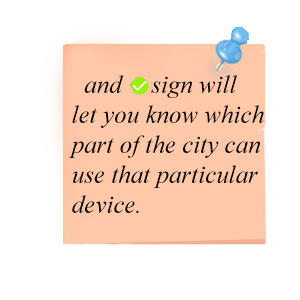 and sign will
let you know which
part of the city can
use that particular
device.